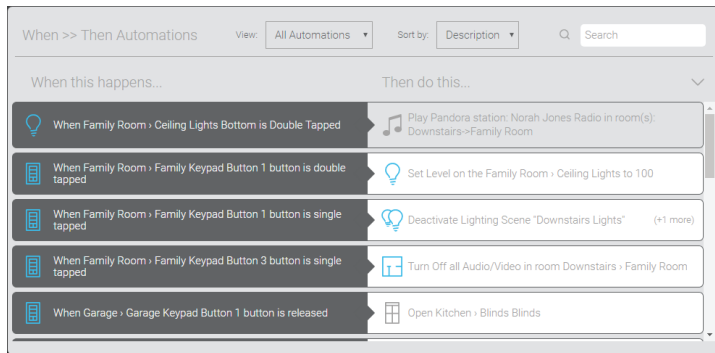 When >> Then Automations View: All Automations Sort by: Description Search
When this happens... Then do this...
When Family Room › Ceiling Lights Bottom is Double Tapped
Play Pandora station: Norah Jones Radio in room(s):
Downstairs->Family Room
When Family Room › Family Keypad Button 1 button is double
tapped
Set Level on the Family Room › Ceiling Lights to 100
When Family Room › Family Keypad Button 1 button is single
tapped
Deactivate Lighting Scene "Downstairs Lights" (+1 more)
When Family Room › Family Keypad Button 3 button is single
tapped
Turn Off all Audio/Video in room Downstairs › Family Room
When Garage › Garage Keypad Button 1 button is released
Open Kitchen › Blinds Blinds